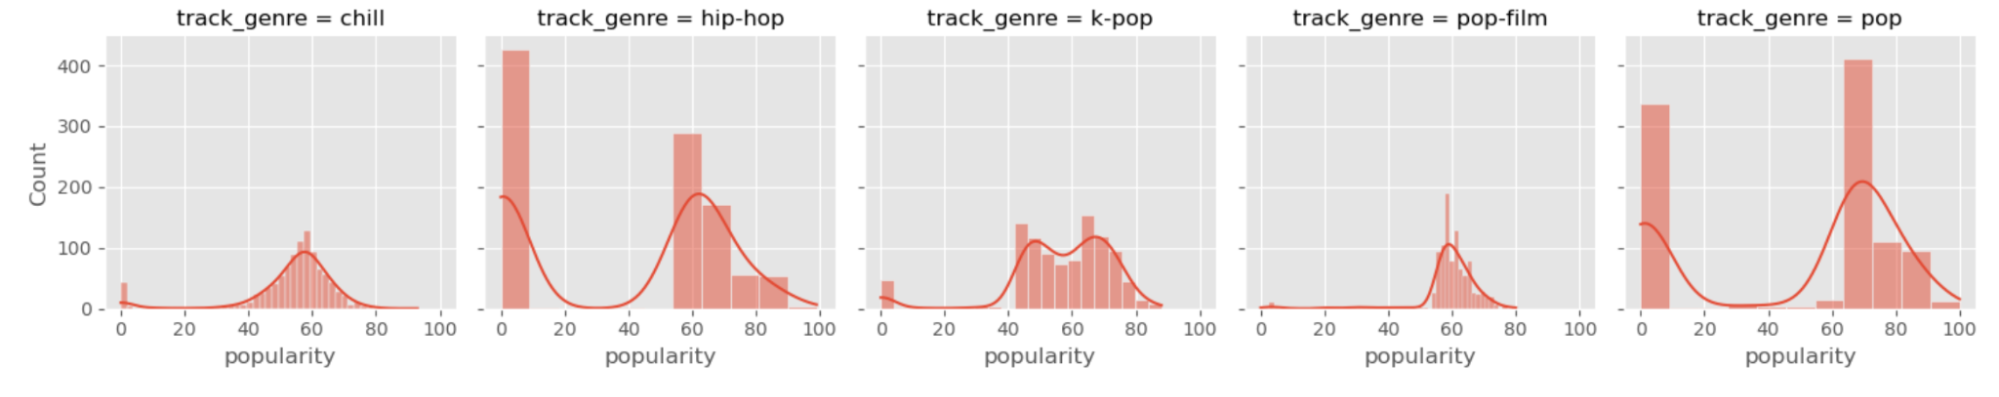 track_genre = chill
track_genre = hip-hop
track_genre = k-pop
track_genre = pop-film
track_genre = pop
Count
400
300
200
100
0
0 20 40 60 80 100
0 20 40 60 80 100
0 20 40 60 80 100
0 20 40 60 80 100
0 20 40 60 80 100
popularity
popularity
popularity
popularity
popularity